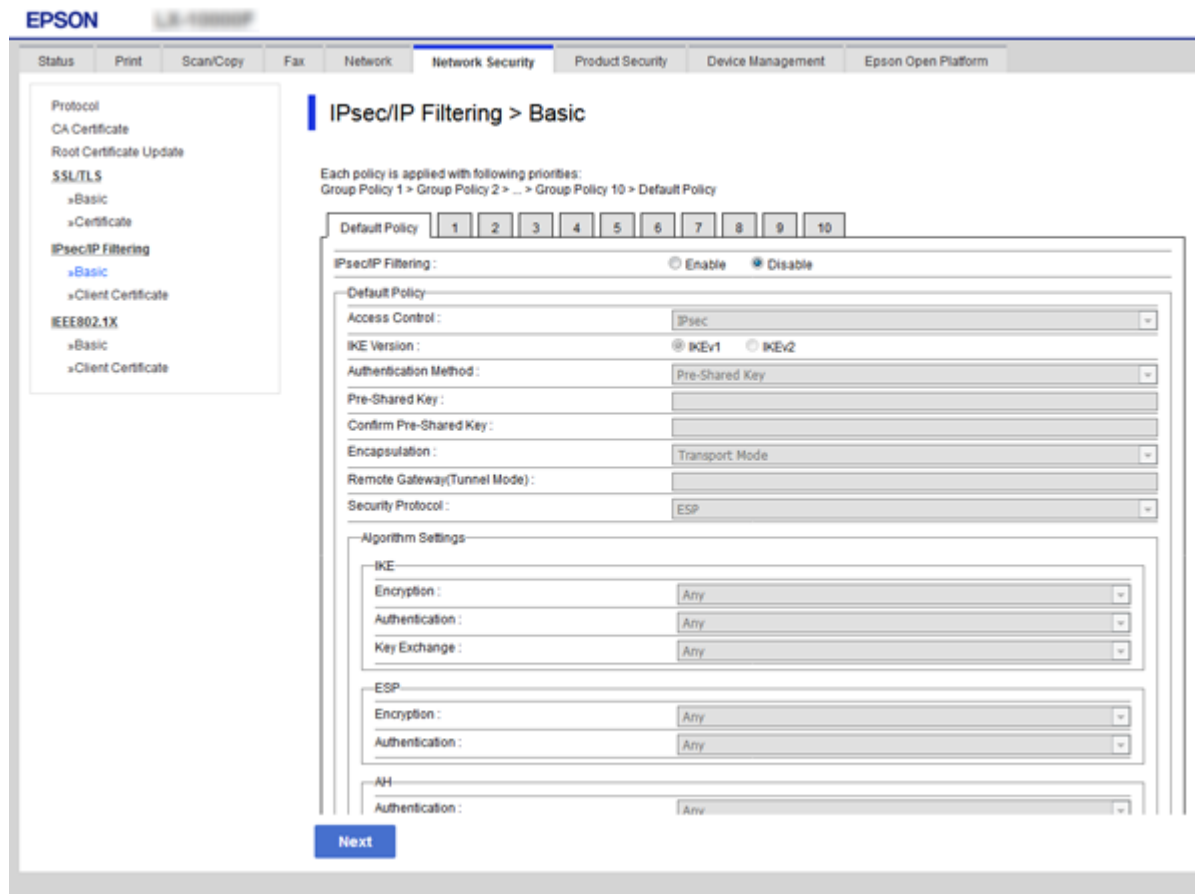 EPSON
Status Print Scan/Copy Fax Network Network Security Product Security Device Management Epson Open Platform
Protocol
CA Certificate
Root Certificate Update
SSL/TLS
»Basic
»Certificate
IPsec/IP Filtering
»Basic
»Client Certificate
IEEE802.1X
»Basic
»Client Certificate
IPsec/IP Filtering > Basic
Each policy is applied with following priorities:
Group Policy 1 > Group Policy 2 > ... > Group Policy 10 > Default Policy
Default Policy 1 2 3 4 5 6 7 8 9 10
IPsec/IP Filtering : Enable Disable
Default Policy
Access Control : IPsec
IKE Version : IKEv1 IKEv2
Authentication Method : Pre-Shared Key
Pre-Shared Key :
Confirm Pre-Shared Key :
Encapsulation : Transport Mode
Remote Gateway(Tunnel Mode) :
Security Protocol : ESP
Algorithm Settings
IKE
Encryption : Any
Authentication : Any
Key Exchange : Any
ESP
Encryption : Any
Authentication : Any
AH
Authentication : Any
Next